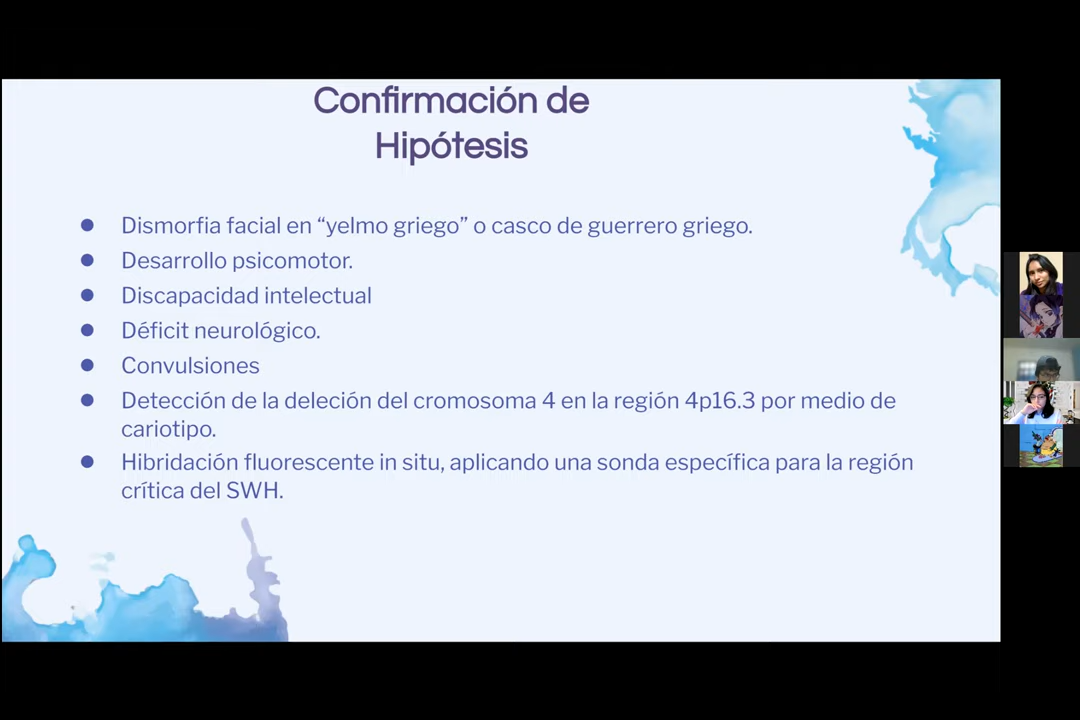 Confirmación de
Hipótesis
● Dismorfia facial en “yelmo griego” o casco de guerrero griego.
● Desarrollo psicomotor.
● Discapacidad intelectual
● Déficit neurológico.
● Convulsiones
● Detección de la deleción del cromosoma 4 en la región 4p16.3 por medio de
cariotipo.
● Hibridación fluorescente in situ, aplicando una sonda específica para la región
crítica del SWH.